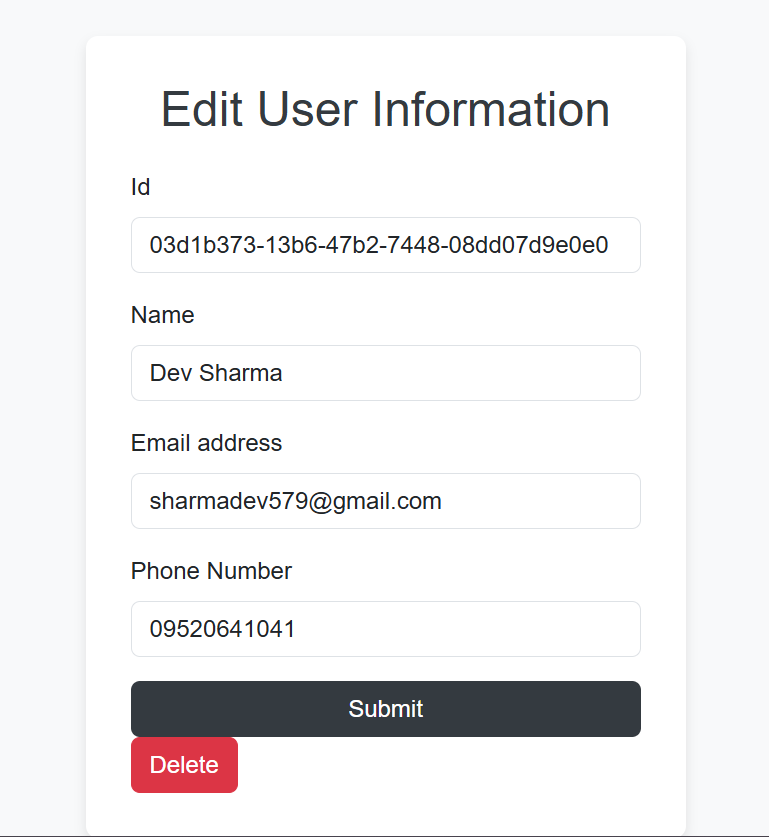 Edit User Information
Id
03d1b373-13b6-47b2-7448-08dd07d9e0e0
Name
Dev Sharma
Email address
sharmadev579@gmail.com
Phone Number
09520641041
Submit
Delete